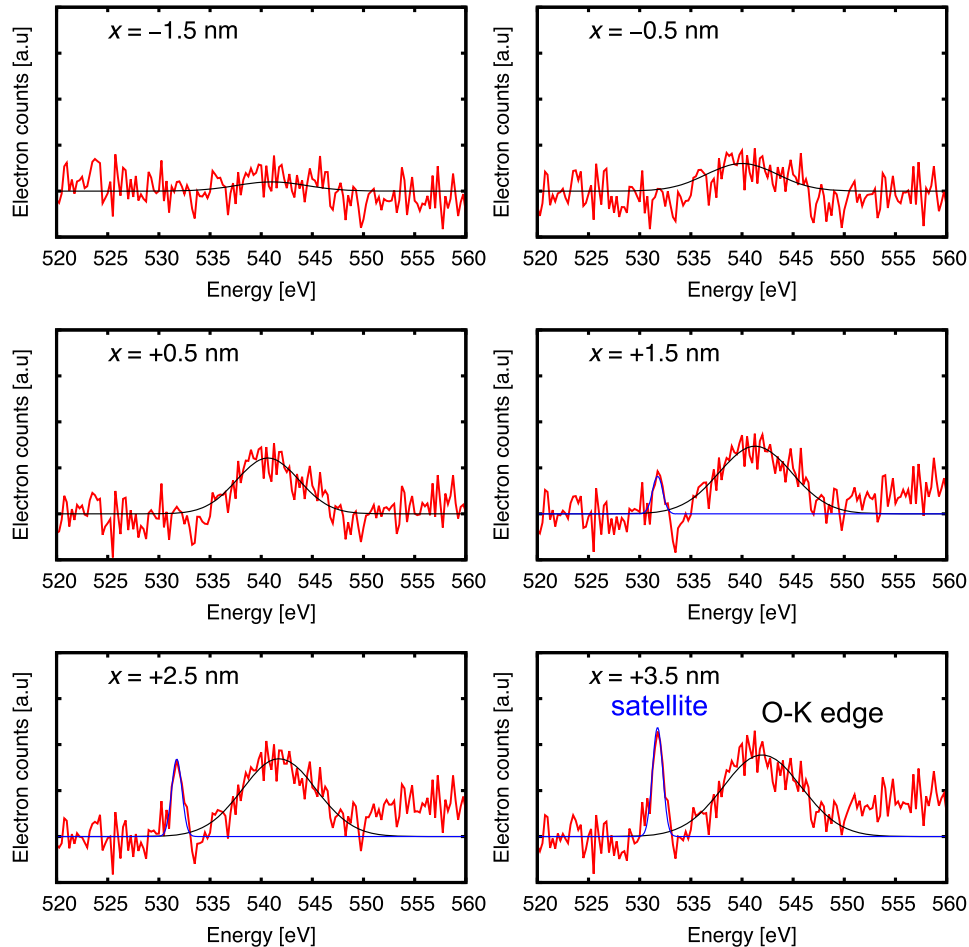 x = −1.5 nm
Electron counts [a.u]
520 525 530 535 540 545 550 555 560
Energy [eV]
x = −0.5 nm
Electron counts [a.u]
520 525 530 535 540 545 550 555 560
Energy [eV]
x = +0.5 nm
Electron counts [a.u]
520 525 530 535 540 545 550 555 560
Energy [eV]
x = +1.5 nm
Electron counts [a.u]
520 525 530 535 540 545 550 555 560
Energy [eV]
x = +2.5 nm
Electron counts [a.u]
520 525 530 535 540 545 550 555 560
Energy [eV]
x = +3.5 nm
satellite
O-K edge
Electron counts [a.u]
520 525 530 535 540 545 550 555 560
Energy [eV]